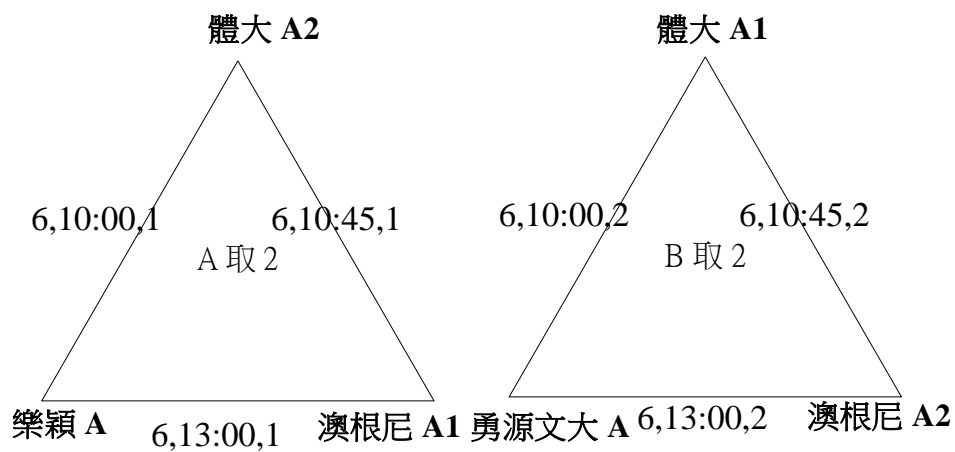 體大 A2
體大 A1
6,10:00,1
6,10:45,1
6,10:00,2
6,10:45,2
A 取 2
B 取 2
樂穎 A
6,13:00,1
澳根尼 A1
勇源文大 A
6,13:00,2
澳根尼 A2